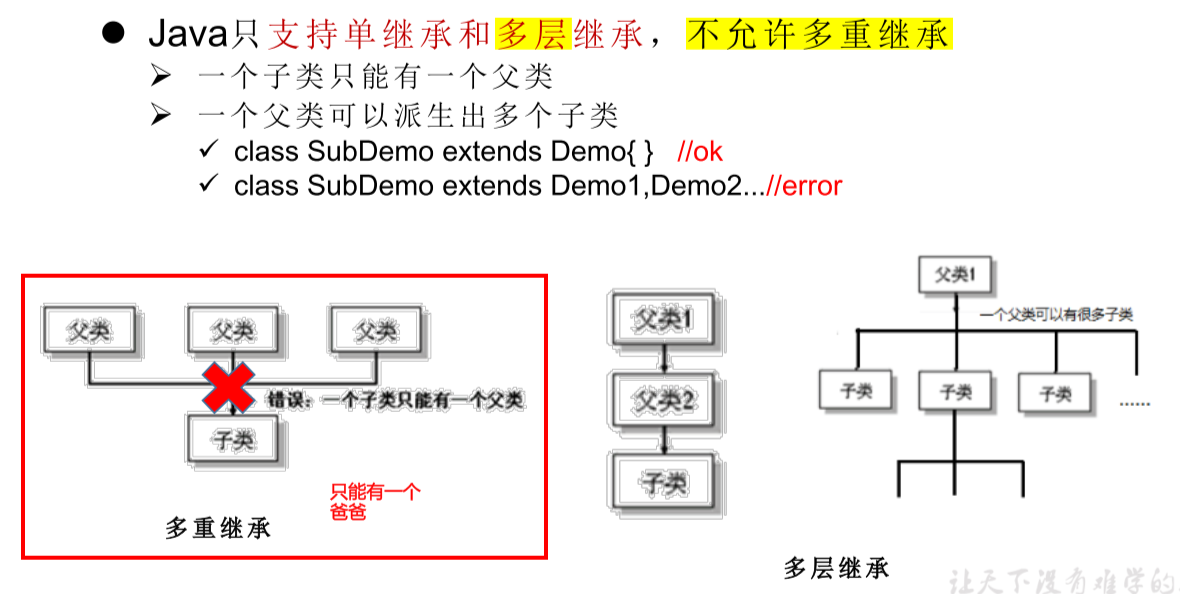 Java只支持单继承和多层继承，不允许多重继承
一个子类只能有一个父类
一个父类可以派生出多个子类
class SubDemo extends Demo{ } //ok
class SubDemo extends Demo1,Demo2...//error
父类
父类
父类
错误：一个子类只能有一个父类
子类
只能有一个
爸爸
多重继承
父类1
父类2
子类
父类1
一个父类可以有很多子类
子类
子类
子类
......
多层继承
让天下没有难学的